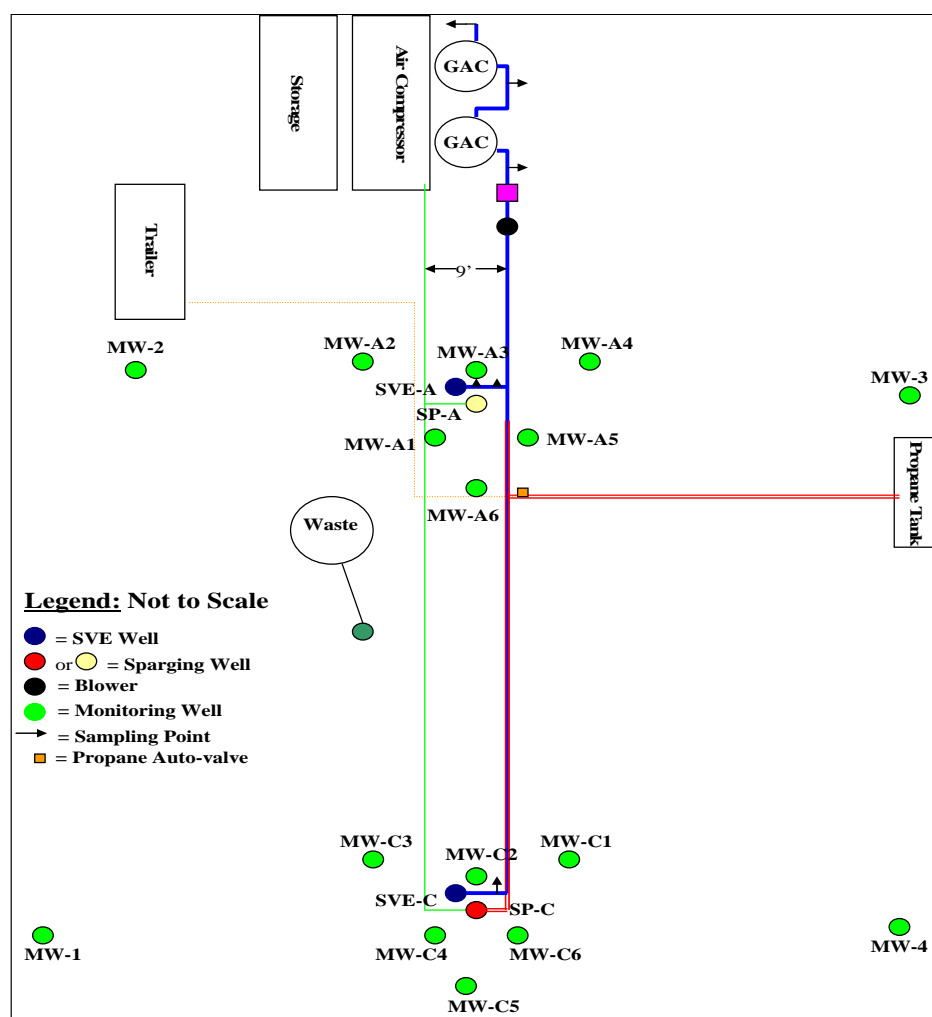 GAC
Storage
Air Compressor
GAC
Trailer
9’
MW-2
MW-A2
MW-A3
MW-A4
SVE-A
MW-3
SP-A
MW-A1
MW-A5
Propane Tank
MW-A6
Waste
Legend: Not to Scale
= SVE Well
or = Sparging Well
= Blower
= Monitoring Well
= Sampling Point
= Propane Auto-valve
MW-C3
MW-C2
MW-C1
SVE-C
SP-C
MW-1
MW-C4
MW-C6
MW-4
MW-C5